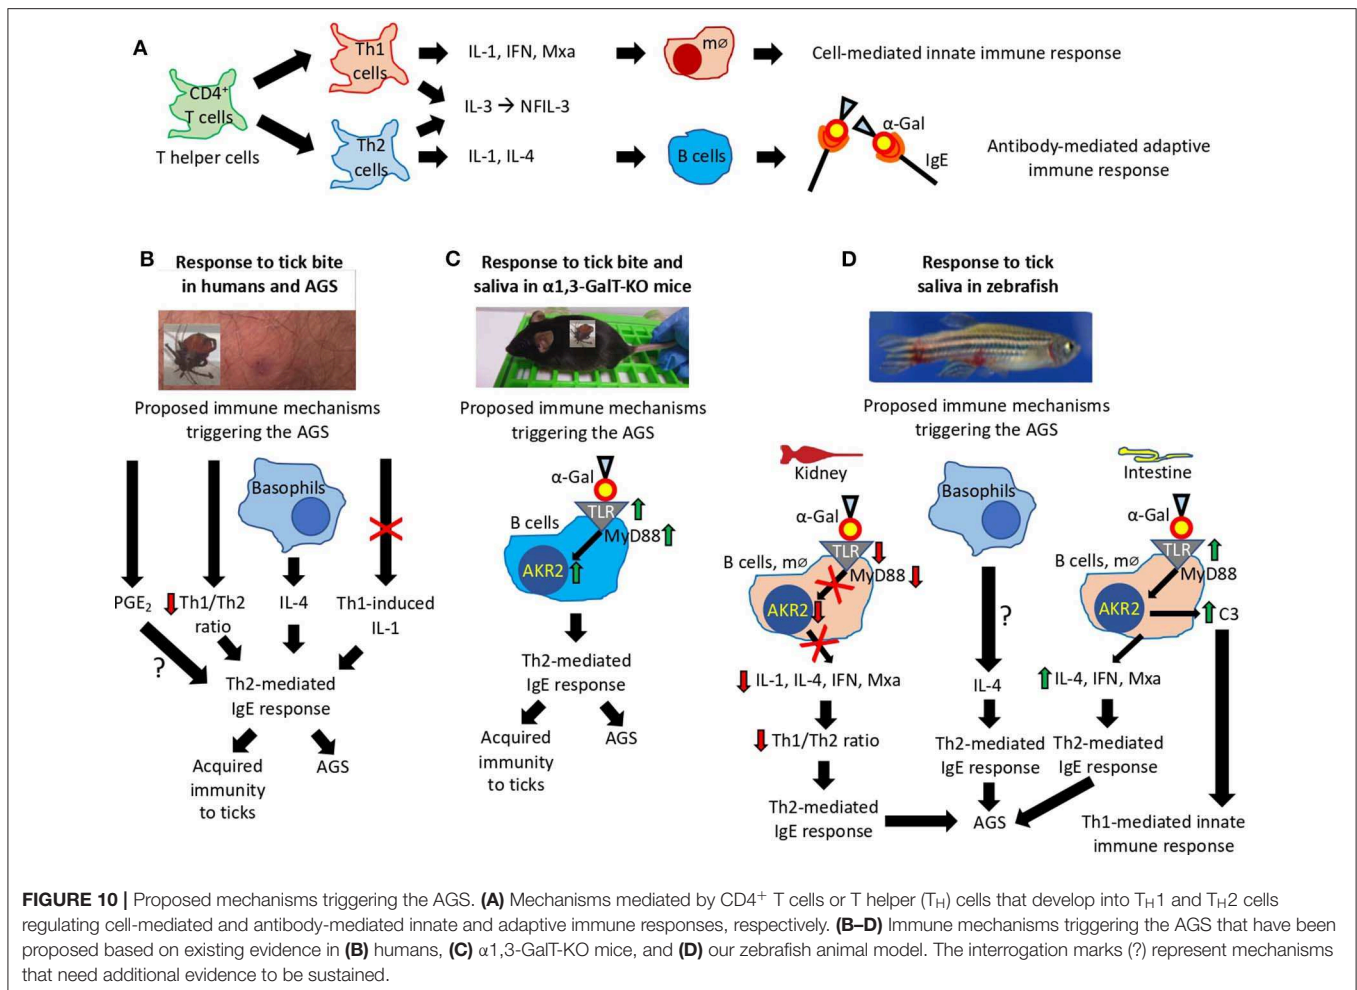 A
CD4⁺
T cells
T helper cells
Th1
cells
Th2
cells
IL-1, IFN, Mxa
IL-3 → NFIL-3
IL-1, IL-4
mø
B cells
Cell-mediated innate immune response
α-Gal
IgE
Antibody-mediated adaptive
immune response
B
Response to tick bite
in humans and AGS
Proposed immune mechanisms
triggering the AGS
Basophils
PGE₂
Th1/Th2
ratio
IL-4
Th1-induced
IL-1
?
Th2-mediated
IgE response
Acquired
immunity
to ticks
AGS
C
Response to tick bite and
saliva in α1,3-GalT-KO mice
Proposed immune mechanisms
triggering the AGS
α-Gal
TLR
B cells
MyD88
AKR2
Th2-mediated
IgE response
Acquired
immunity
to ticks
AGS
D
Response to tick
saliva in zebrafish
Proposed immune mechanisms
triggering the AGS
Kidney
α-Gal
TLR
B cells, mø
MyD88
AKR2
IL-1, IL-4, IFN, Mxa
Th1/Th2 ratio
Th2-mediated
IgE response
Basophils
?
IL-4
Th2-mediated
IgE response
AGS
Intestine
α-Gal
TLR
B cells, mø
MyD88
AKR2
C3
IL-4, IFN, Mxa
Th2-mediated
IgE response
Th1-mediated innate
immune response
FIGURE 10 | Proposed mechanisms triggering the AGS. (A) Mechanisms mediated by CD4⁺ T cells or T helper (T_H) cells that develop into T_H1 and T_H2 cells
regulating cell-mediated and antibody-mediated innate and adaptive immune responses, respectively. (B–D) Immune mechanisms triggering the AGS that have been
proposed based on existing evidence in (B) humans, (C) α1,3-GalT-KO mice, and (D) our zebrafish animal model. The interrogation marks (?) represent mechanisms
that need additional evidence to be sustained.